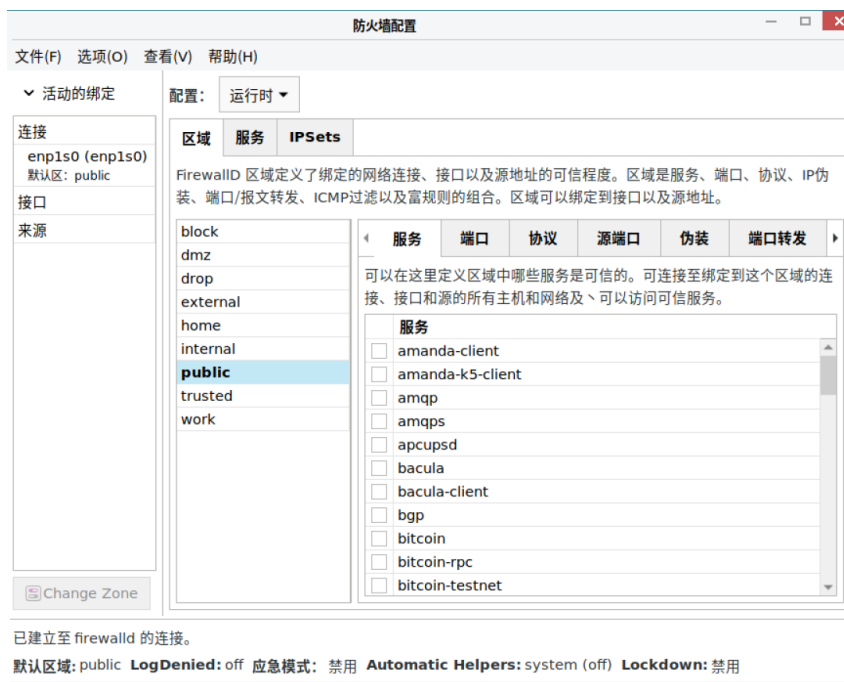 防火墙配置
文件(F) 选项(O) 查看(V) 帮助(H)
活动的绑定
连接
enp1s0 (enp1s0)
默认区: public
接口
来源
Change Zone
配置: 运行时
区域 服务 IPSets
FirewallD 区域定义了绑定的网络连接、接口以及源地址的可信程度。区域是服务、端口、协议、IP伪
装、端口/报文转发、ICMP过滤以及富规则的组合。区域可以绑定到接口以及源地址。
block
dmz
drop
external
home
internal
public
trusted
work
服务 端口 协议 源端口 伪装 端口转发
可以在这里定义区域中哪些服务是可信的。可连接至绑定到这个区域的连
接、接口和源的所有主机和网络及丶可以访问可信服务。
服务
amanda-client
amanda-k5-client
amqp
amqps
apcupsd
bacula
bacula-client
bgp
bitcoin
bitcoin-rpc
bitcoin-testnet
已建立至 firewalld 的连接。
默认区域: public LogDenied: off 应急模式: 禁用 Automatic Helpers: system (off) Lockdown: 禁用